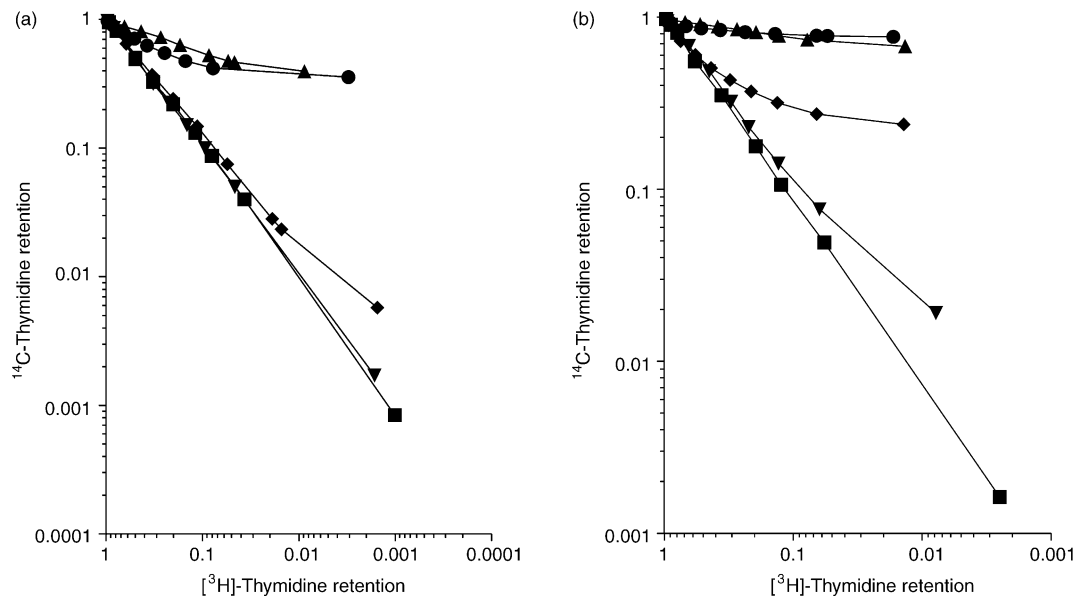 (a)
1
0.1
0.01
0.001
0.0001
¹⁴C-Thymidine retention
1 0.1 0.01 0.001 0.0001
[³H]-Thymidine retention
(b)
1
0.1
0.01
0.001
¹⁴C-Thymidine retention
1 0.1 0.01 0.001
[³H]-Thymidine retention